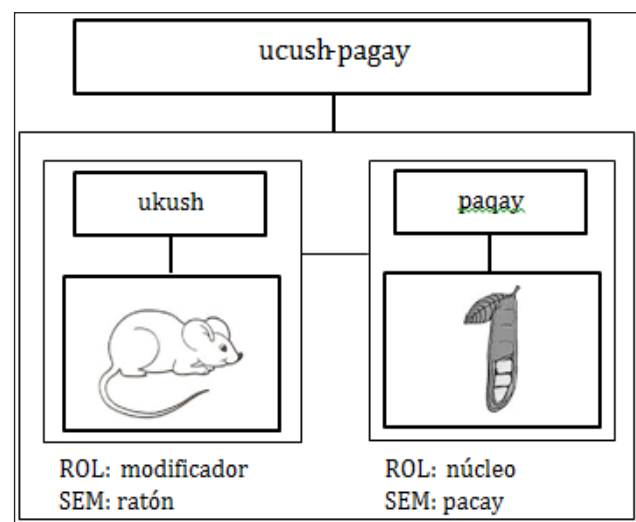 ucush-pagay
ukush
paqay
ROL: modificador
SEM: ratón
ROL: núcleo
SEM: pacay